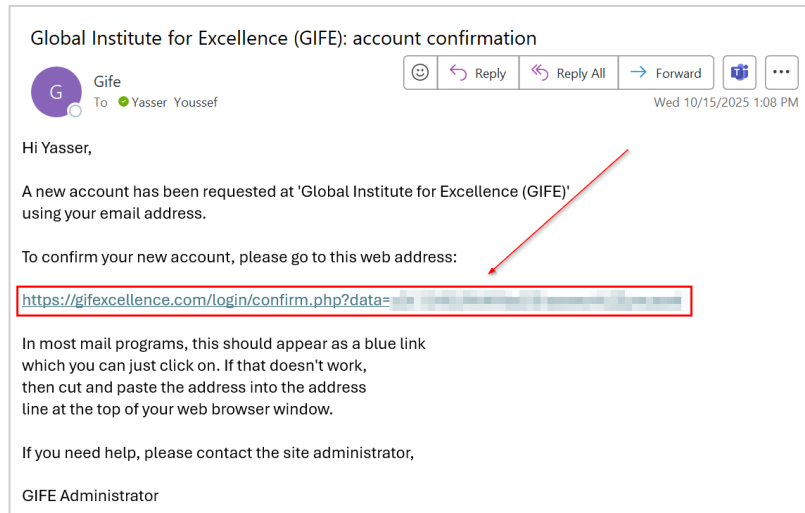 Global Institute for Excellence (GIFE): account confirmation
G
Gife
To Yasser Youssef
Reply
Reply All
Forward
Wed 10/15/2025 1:08 PM
Hi Yasser,
A new account has been requested at 'Global Institute for Excellence (GIFE)'
using your email address.
To confirm your new account, please go to this web address:
https://gifexcellence.com/login/confirm.php?data=
In most mail programs, this should appear as a blue link
which you can just click on. If that doesn't work,
then cut and paste the address into the address
line at the top of your web browser window.
If you need help, please contact the site administrator,
GIFE Administrator